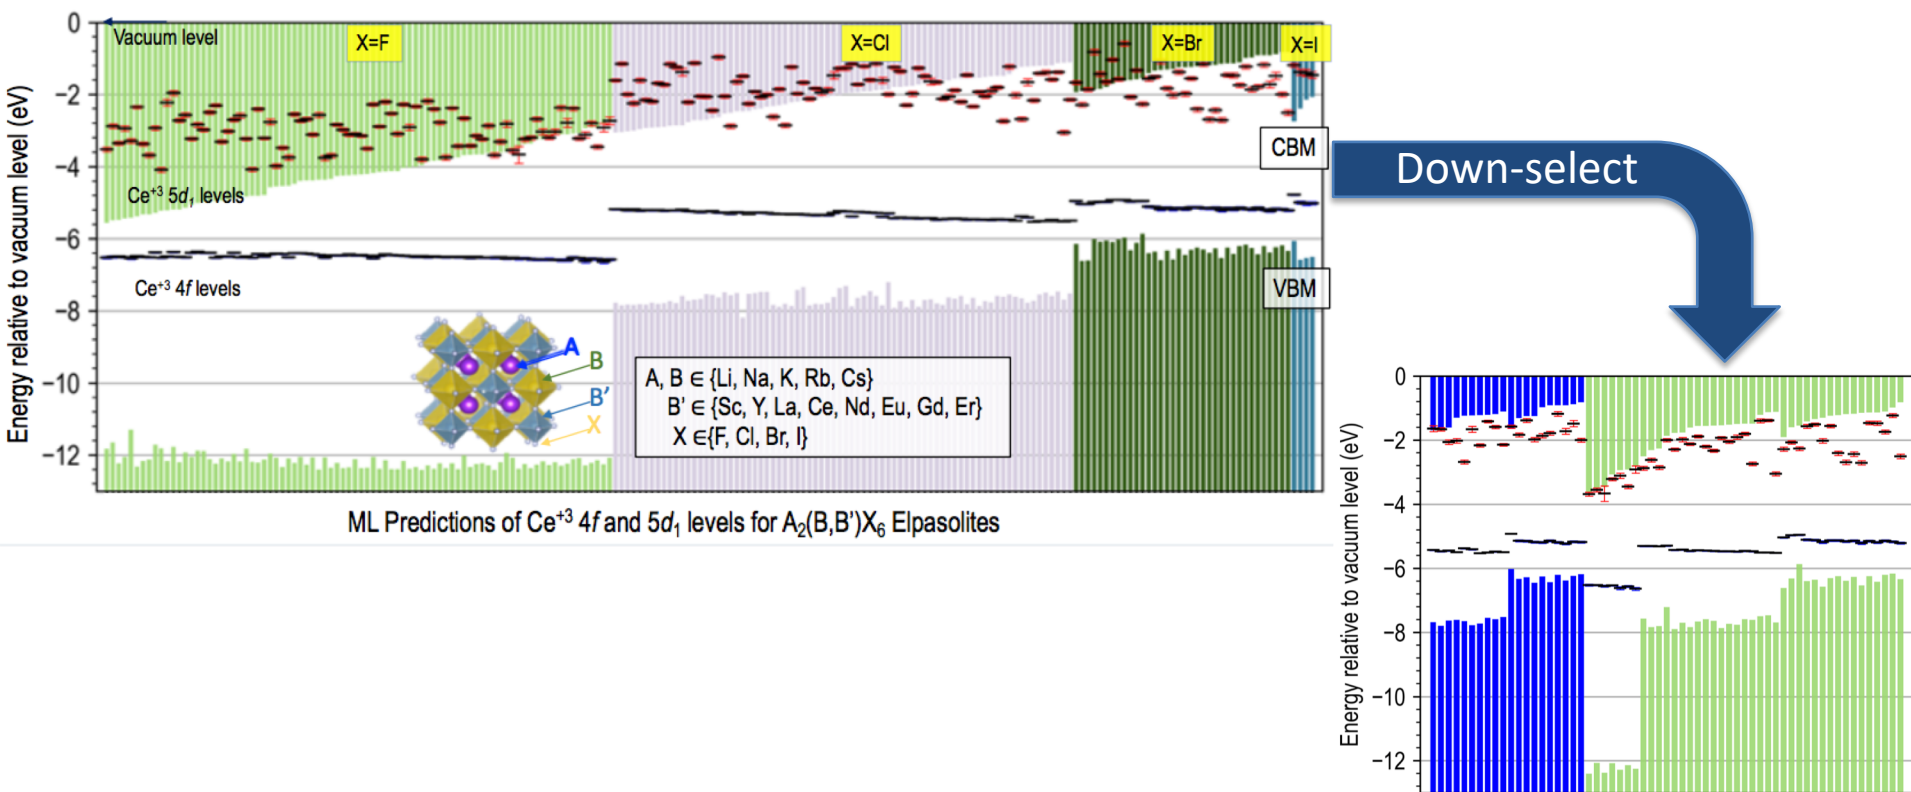 Energy relative to vacuum level (eV)
0
−2
−4
−6
−8
−10
−12
Vacuum level
X=F
X=Cl
X=Br
X=I
CBM
Ce+3 5d1 levels
VBM
Ce+3 4f levels
A
B
B’
X
A, B ∈ {Li, Na, K, Rb, Cs}
B’ ∈ {Sc, Y, La, Ce, Nd, Eu, Gd, Er}
X ∈{F, Cl, Br, I}
ML Predictions of Ce+3 4f and 5d1 levels for A2(B,B’)X6 Elpasolites
Down-select
Energy relative to vacuum level (eV)
0
−2
−4
−6
−8
−10
−12